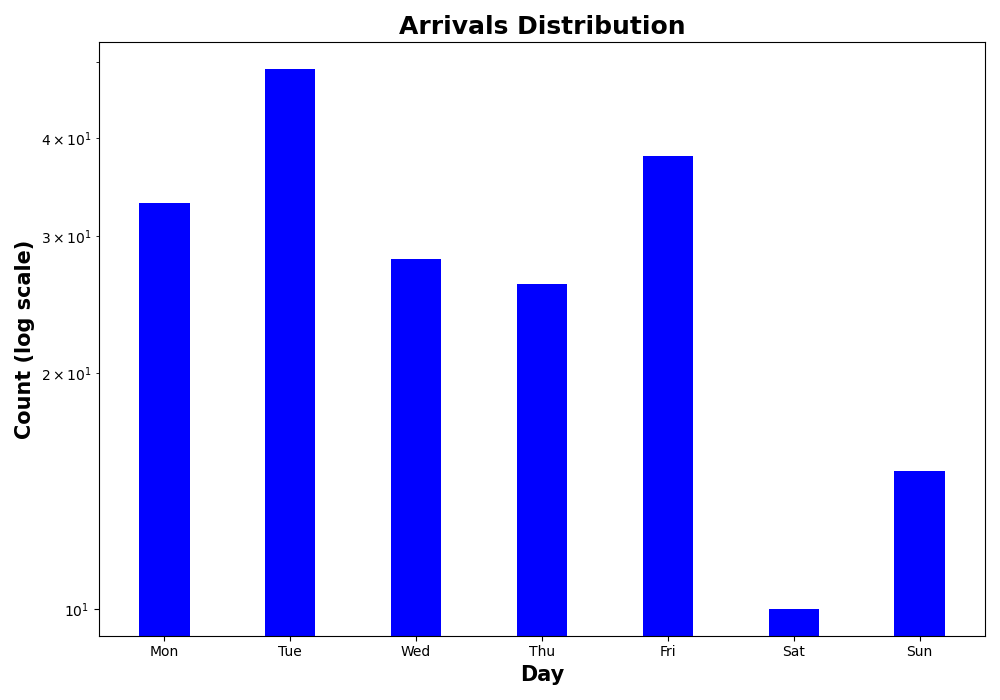 Arrivals Distribution
Count (log scale)
4 × 10¹
3 × 10¹
2 × 10¹
10¹
Mon Tue Wed Thu Fri Sat Sun
Day